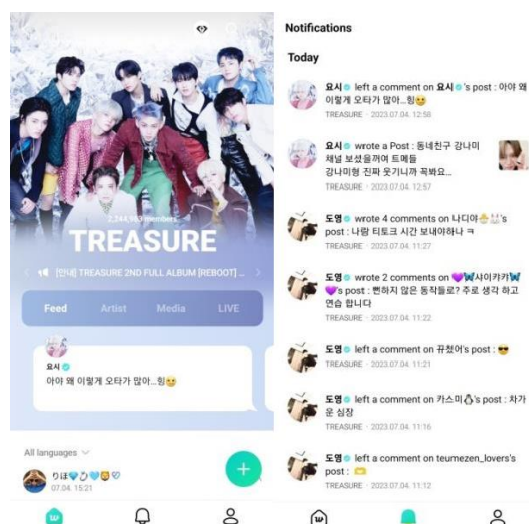 2,244,903 members
TREASURE
[안내] TREASURE 2ND FULL ALBUM [REBOOT] ...
Feed
Artist
Media
LIVE
요시
아야 왜 이렇게 오타가 많아...힝😥
All languages
りほ💎💍🩵🦁🩵
07.04. 15:21
Notifications
Today
요시 left a comment on 요시's post : 아야 왜
이렇게 오타가 많아...힝😥
TREASURE · 2023.07.04. 12:58
요시 wrote a Post : 동네친구 강나미
채널 보셨을꺼여 트메들
강나미형 진짜 웃기니까 꼭봐요...
TREASURE · 2023.07.04. 12:57
도영 wrote 4 comments on 나디야🐣🐰's
post : 나랑 티토크 시간 보내야해나 ㅋ
TREASURE · 2023.07.04. 11:27
도영 wrote 2 comments on 💜🦋사이카캬🦋
💜's post : 뻔하지 않은 동작들로? 주로 생각 하고
연습 합니다
TREASURE · 2023.07.04. 11:22
도영 left a comment on 뀨쳤어's post : 😎
TREASURE · 2023.07.04. 11:21
도영 left a comment on 카스미🐧's post : 차가
운 심장
TREASURE · 2023.07.04. 11:16
도영 left a comment on teumezen_lovers's
post : 🫶
TREASURE · 2023.07.04. 11:12